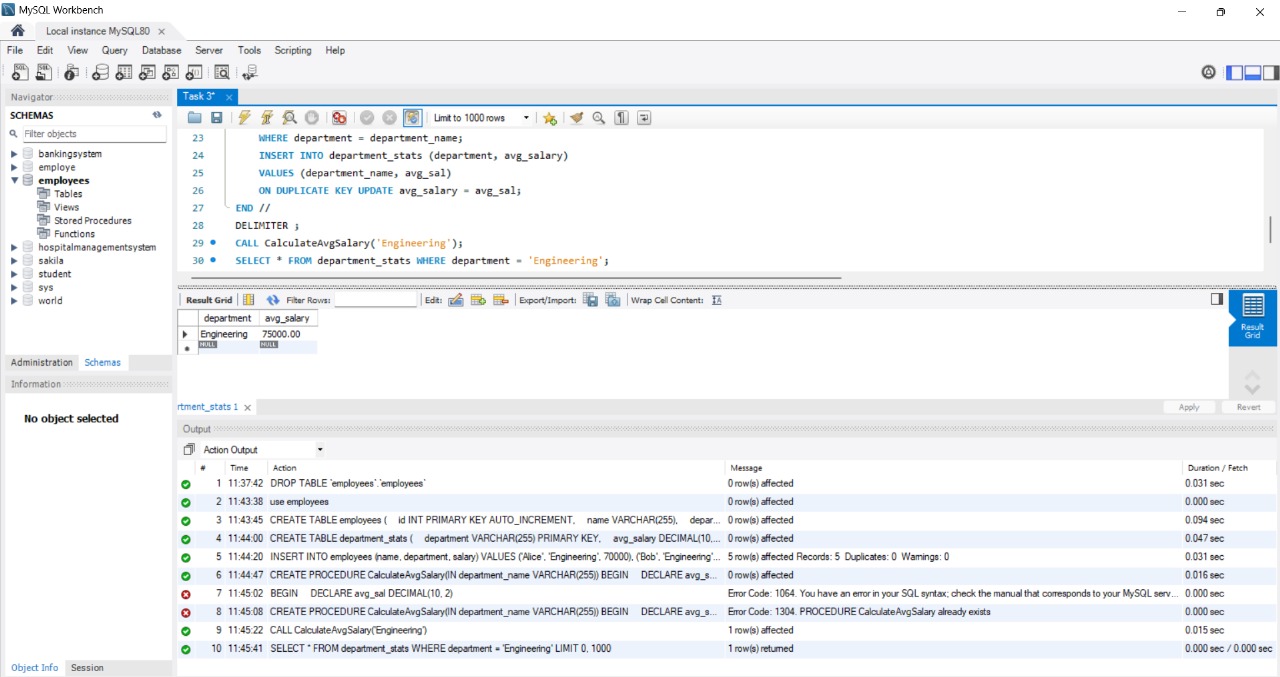 MySQL Workbench
Local instance MySQL80
File Edit View Query Database Server Tools Scripting Help
Navigator
SCHEMAS
Filter objects
bankingsystem
employe
employees
Tables
Views
Stored Procedures
Functions
hospitalmanagementsystem
sakila
student
sys
world
Administration Schemas
Information
No object selected
Object Info Session
Task 3*
Limit to 1000 rows
23 WHERE department = department_name;
24 INSERT INTO department_stats (department, avg_salary)
25 VALUES (department_name, avg_sal)
26 ON DUPLICATE KEY UPDATE avg_salary = avg_sal;
27 END //
28 DELIMITER ;
29 CALL CalculateAvgSalary('Engineering');
30 SELECT * FROM department_stats WHERE department = 'Engineering';
Result Grid Filter Rows: Edit: Export/Import: Wrap Cell Content:
department avg_salary
Engineering 75000.00
NULL NULL
Result Grid
rtment_stats 1
Apply Revert
Output
Action Output
# Time Action Message Duration / Fetch
1 11:37:42 DROP TABLE `employees`.`employees` 0 row(s) affected 0.031 sec
2 11:43:38 use employees 0 row(s) affected 0.000 sec
3 11:43:45 CREATE TABLE employees ( id INT PRIMARY KEY AUTO_INCREMENT, name VARCHAR(255), depar... 0 row(s) affected 0.094 sec
4 11:44:00 CREATE TABLE department_stats ( department VARCHAR(255) PRIMARY KEY, avg_salary DECIMAL(10,... 0 row(s) affected 0.047 sec
5 11:44:20 INSERT INTO employees (name, department, salary) VALUES ('Alice', 'Engineering', 70000), ('Bob', 'Engineering'... 5 row(s) affected Records: 5 Duplicates: 0 Warnings: 0 0.031 sec
6 11:44:47 CREATE PROCEDURE CalculateAvgSalary(IN department_name VARCHAR(255)) BEGIN DECLARE avg_s... 0 row(s) affected 0.016 sec
7 11:45:02 BEGIN DECLARE avg_sal DECIMAL(10, 2) Error Code: 1064. You have an error in your SQL syntax; check the manual that corresponds to your MySQL serv... 0.000 sec
8 11:45:08 CREATE PROCEDURE CalculateAvgSalary(IN department_name VARCHAR(255)) BEGIN DECLARE avg_s... Error Code: 1304. PROCEDURE CalculateAvgSalary already exists 0.000 sec
9 11:45:22 CALL CalculateAvgSalary('Engineering') 1 row(s) affected 0.015 sec
10 11:45:41 SELECT * FROM department_stats WHERE department = 'Engineering' LIMIT 0, 1000 1 row(s) returned 0.000 sec / 0.000 sec